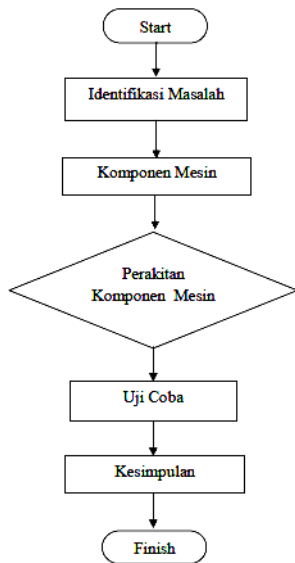 Start
Identifikasi Masalah
Komponen Mesin
Perakitan
Komponen Mesin
Uji Coba
Kesimpulan
Finish